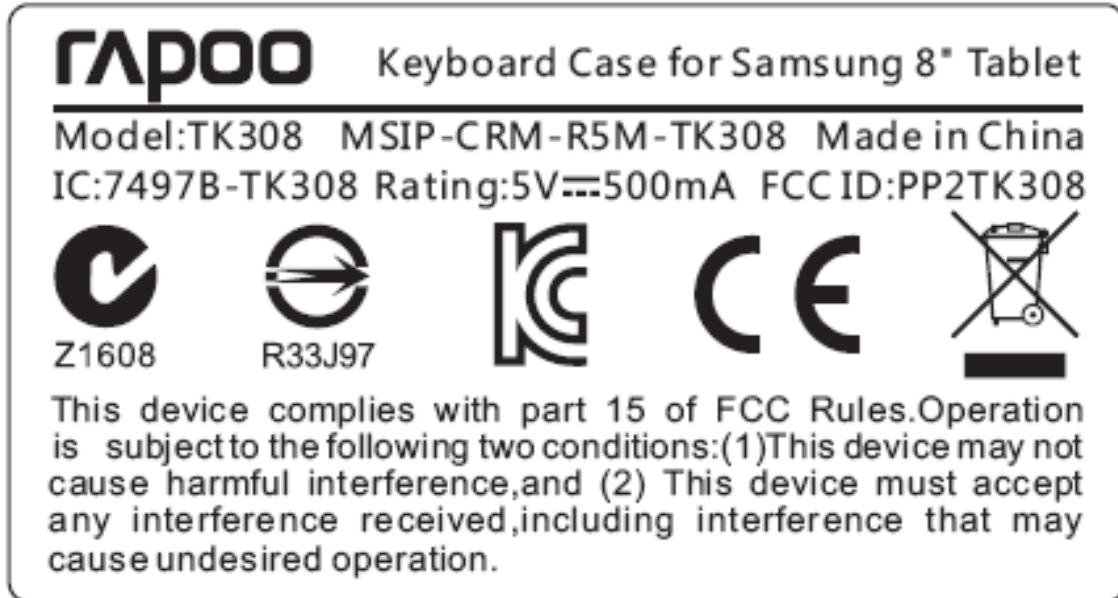 rapoo Keyboard Case for Samsung 8" Tablet
Model:TK308 MSIP-CRM-R5M-TK308 Made in China
IC:7497B-TK308 Rating:5V⎓500mA FCC ID:PP2TK308
Z1608 R33J97 KC CE
This device complies with part 15 of FCC Rules.Operation
is subject to the following two conditions:(1)This device may not
cause harmful interference,and (2) This device must accept
any interference received,including interference that may
cause undesired operation.